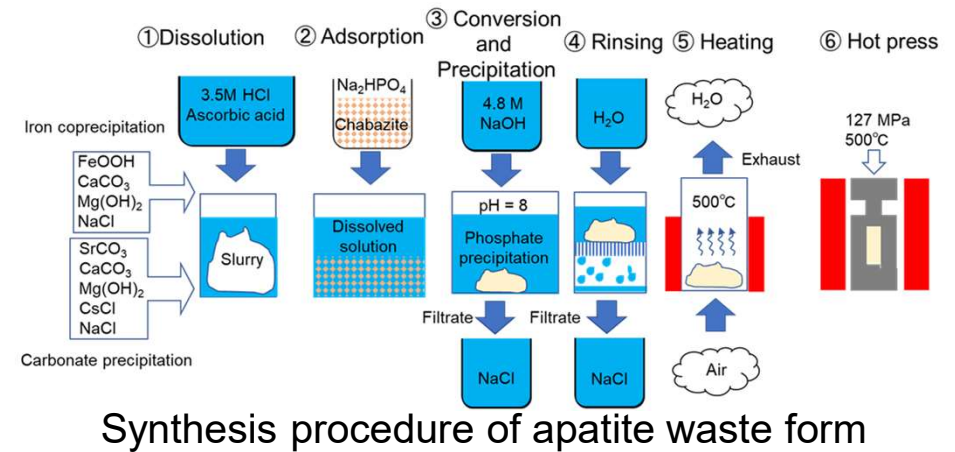 ①Dissolution
② Adsorption
③ Conversion
and
Precipitation
④ Rinsing
⑤ Heating
⑥ Hot press
3.5M HCl
Ascorbic acid
Na₂HPO₄
Chabazite
4.8 M
NaOH
H₂O
H₂O
127 MPa
500℃
Iron coprecipitation
FeOOH
CaCO₃
Mg(OH)₂
NaCl
Exhaust
SrCO₃
CaCO₃
Mg(OH)₂
CsCl
NaCl
Slurry
Dissolved
solution
pH = 8
Phosphate
precipitation
500℃
Carbonate precipitation
Filtrate
Filtrate
NaCl
NaCl
Air
Synthesis procedure of apatite waste form